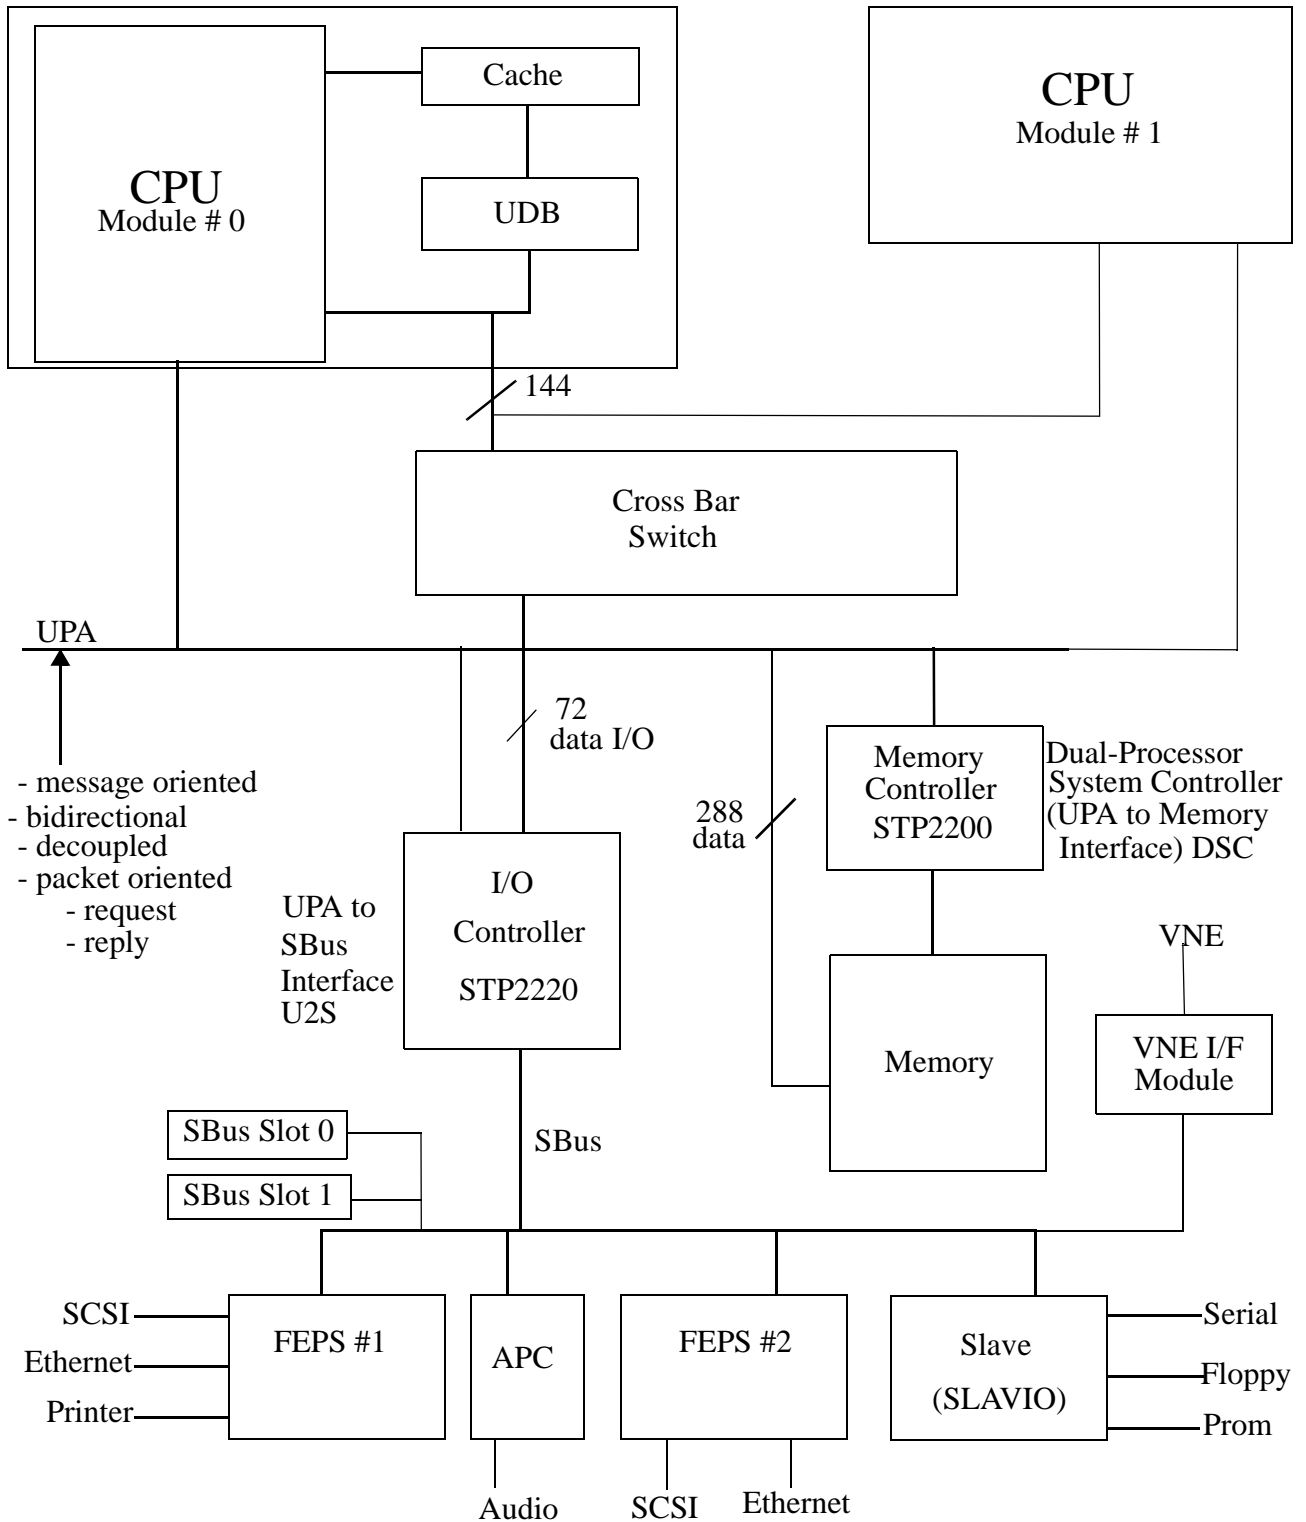 Cache
CPU
Module # 0
UDB
CPU
Module # 1
144
Cross Bar
Switch
UPA
72
data I/O
- message oriented
- bidirectional
- decoupled
- packet oriented
- request
- reply
288
data
Memory
Controller
STP2200
Dual-Processor
System Controller
(UPA to Memory
Interface) DSC
UPA to
SBus
Interface
U2S
I/O
Controller
STP2220
Memory
VNE
VNE I/F
Module
SBus Slot 0
SBus Slot 1
SBus
SCSI
Ethernet
Printer
FEPS #1
APC
FEPS #2
Slave
(SLAVIO)
Serial
Floppy
Prom
Audio
SCSI
Ethernet